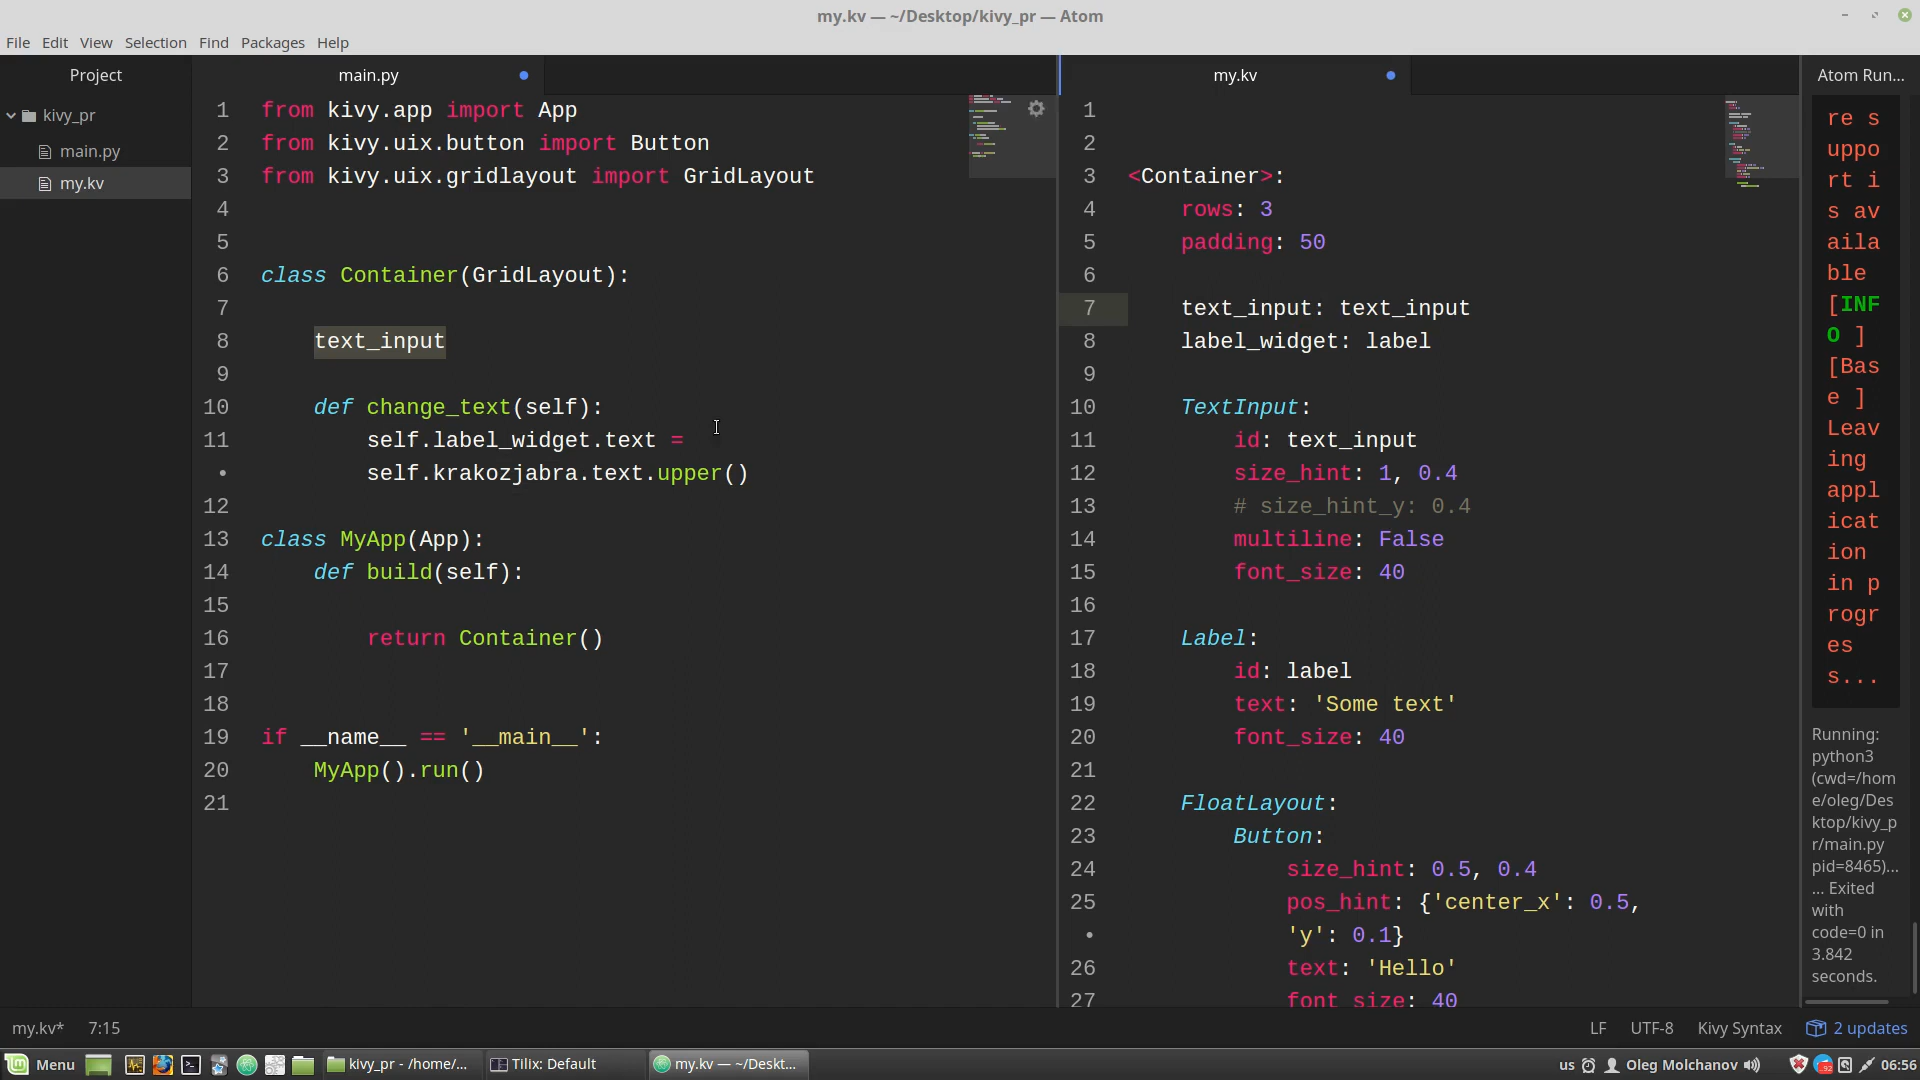 my.kv — ~/Desktop/kivy_pr — Atom
File Edit View Selection Find Packages Help
Project
kivy_pr
main.py
my.kv
main.py
1 from kivy.app import App
2 from kivy.uix.button import Button
3 from kivy.uix.gridlayout import GridLayout
4
5
6 class Container(GridLayout):
7
8 text_input
9
10 def change_text(self):
11 self.label_widget.text =
• self.krakozjabra.text.upper()
12
13 class MyApp(App):
14 def build(self):
15
16 return Container()
17
18
19 if __name__ == '__main__':
20 MyApp().run()
21
my.kv
1
2
3 <Container>:
4 rows: 3
5 padding: 50
6
7 text_input: text_input
8 label_widget: label
9
10 TextInput:
11 id: text_input
12 size_hint: 1, 0.4
13 # size_hint_y: 0.4
14 multiline: False
15 font_size: 40
16
17 Label:
18 id: label
19 text: 'Some text'
20 font_size: 40
21
22 FloatLayout:
23 Button:
24 size_hint: 0.5, 0.4
25 pos_hint: {'center_x': 0.5,
• 'y': 0.1}
26 text: 'Hello'
27 font_size: 40
Atom Run...
re s
uppo
rt i
s av
aila
ble
[INF
O ]
[Bas
e ]
Leav
ing
appl
icat
ion
in p
rogr
es
s...
Running:
python3
(cwd=/hom
e/oleg/Des
ktop/kivy_p
r/main.py
pid=8465)...
... Exited
with
code=0 in
3.842
seconds.
my.kv* 7:15
LF UTF-8 Kivy Syntax 2 updates
Menu kivy_pr - /home/... Tilix: Default my.kv — ~/Deskt... us Oleg Molchanov 06:56